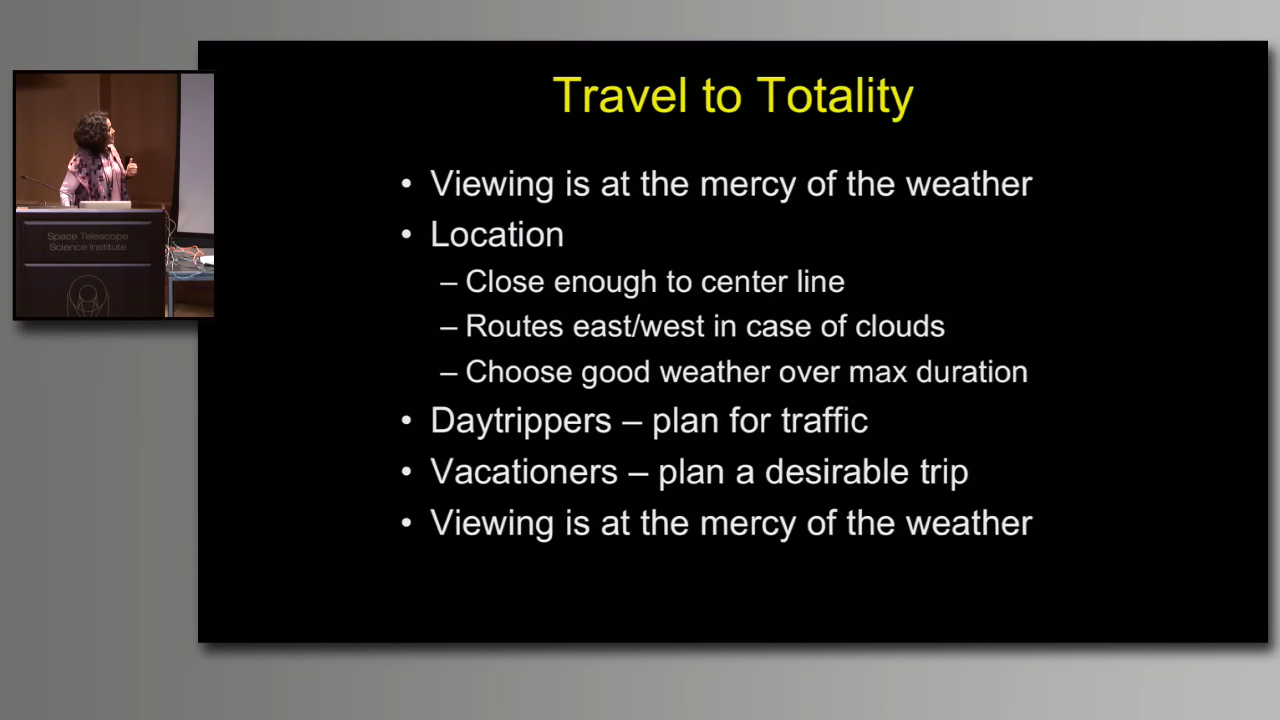 Travel to Totality
• Viewing is at the mercy of the weather
• Location
– Close enough to center line
– Routes east/west in case of clouds
– Choose good weather over max duration
• Daytrippers – plan for traffic
• Vacationers – plan a desirable trip
• Viewing is at the mercy of the weather
Space Telescope
Science Institute